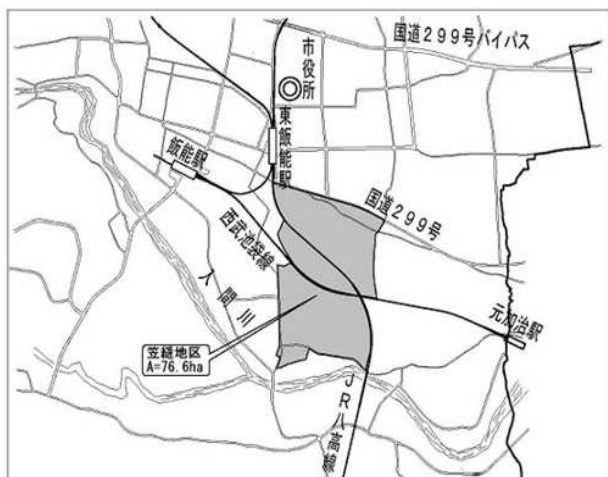 国道299号バイパス
市役所
東飯能駅
飯能駅
国道299号
西武池袋線
入間川
元加治駅
笠縫地区
A=76.6ha
JR八高線